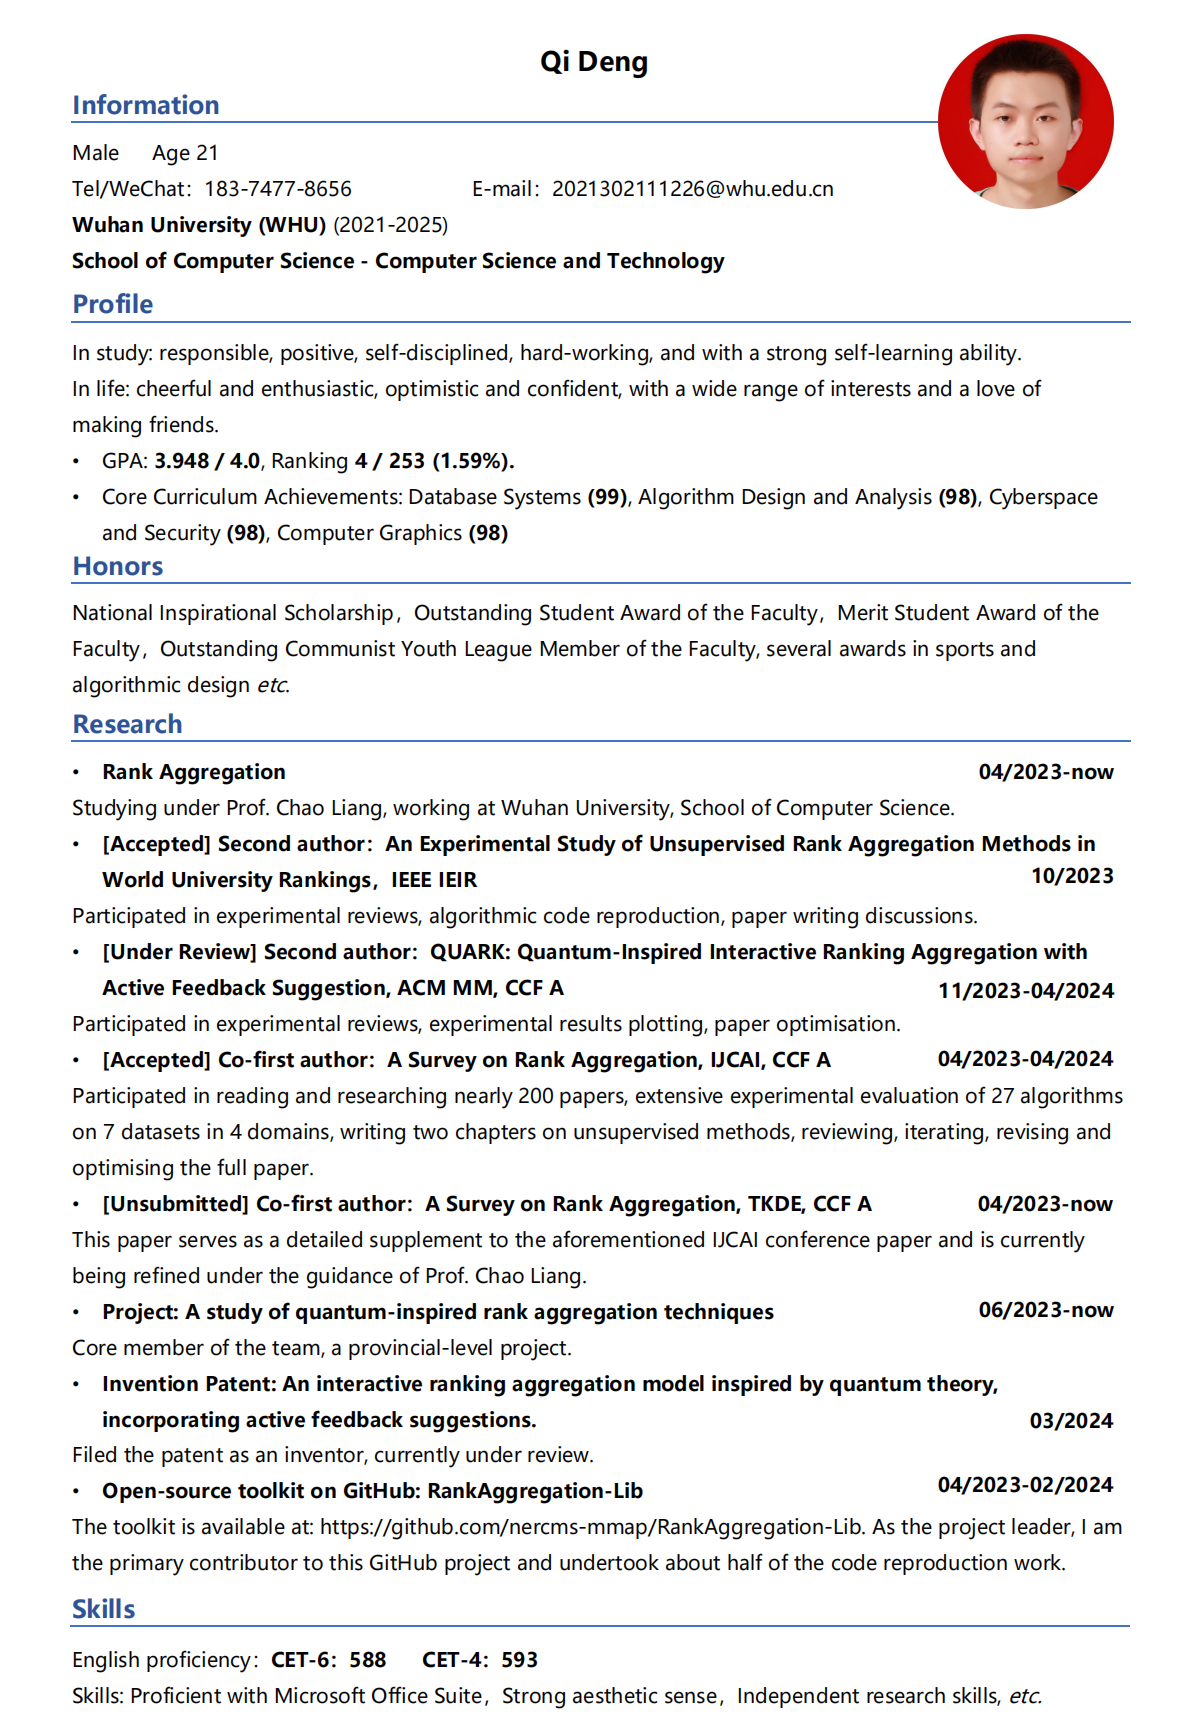 Qi Deng
Information
Male Age 21
Tel/WeChat：183-7477-8656 E-mail：2021302111226@whu.edu.cn
Wuhan University (WHU) (2021-2025)
School of Computer Science - Computer Science and Technology
Profile
In study: responsible, positive, self-disciplined, hard-working, and with a strong self-learning ability.
In life: cheerful and enthusiastic, optimistic and confident, with a wide range of interests and a love of
making friends.
• GPA: 3.948 / 4.0, Ranking 4 / 253 (1.59%).
• Core Curriculum Achievements: Database Systems (99), Algorithm Design and Analysis (98), Cyberspace
and Security (98), Computer Graphics (98)
Honors
National Inspirational Scholarship，Outstanding Student Award of the Faculty，Merit Student Award of the
Faculty，Outstanding Communist Youth League Member of the Faculty, several awards in sports and
algorithmic design etc.
Research
• Rank Aggregation 04/2023-now
Studying under Prof. Chao Liang, working at Wuhan University, School of Computer Science.
• [Accepted] Second author：An Experimental Study of Unsupervised Rank Aggregation Methods in
World University Rankings，IEEE IEIR 10/2023
Participated in experimental reviews, algorithmic code reproduction, paper writing discussions.
• [Under Review] Second author：QUARK: Quantum-Inspired Interactive Ranking Aggregation with
Active Feedback Suggestion, ACM MM, CCF A 11/2023-04/2024
Participated in experimental reviews, experimental results plotting, paper optimisation.
• [Accepted] Co-first author：A Survey on Rank Aggregation, IJCAI, CCF A 04/2023-04/2024
Participated in reading and researching nearly 200 papers, extensive experimental evaluation of 27 algorithms
on 7 datasets in 4 domains, writing two chapters on unsupervised methods, reviewing, iterating, revising and
optimising the full paper.
• [Unsubmitted] Co-first author：A Survey on Rank Aggregation, TKDE, CCF A 04/2023-now
This paper serves as a detailed supplement to the aforementioned IJCAI conference paper and is currently
being refined under the guidance of Prof. Chao Liang.
• Project: A study of quantum-inspired rank aggregation techniques 06/2023-now
Core member of the team, a provincial-level project.
• Invention Patent: An interactive ranking aggregation model inspired by quantum theory,
incorporating active feedback suggestions. 03/2024
Filed the patent as an inventor, currently under review.
• Open-source toolkit on GitHub: RankAggregation-Lib 04/2023-02/2024
The toolkit is available at: https://github.com/nercms-mmap/RankAggregation-Lib. As the project leader, I am
the primary contributor to this GitHub project and undertook about half of the code reproduction work.
Skills
English proficiency：CET-6：588 CET-4：593
Skills: Proficient with Microsoft Office Suite，Strong aesthetic sense，Independent research skills, etc.